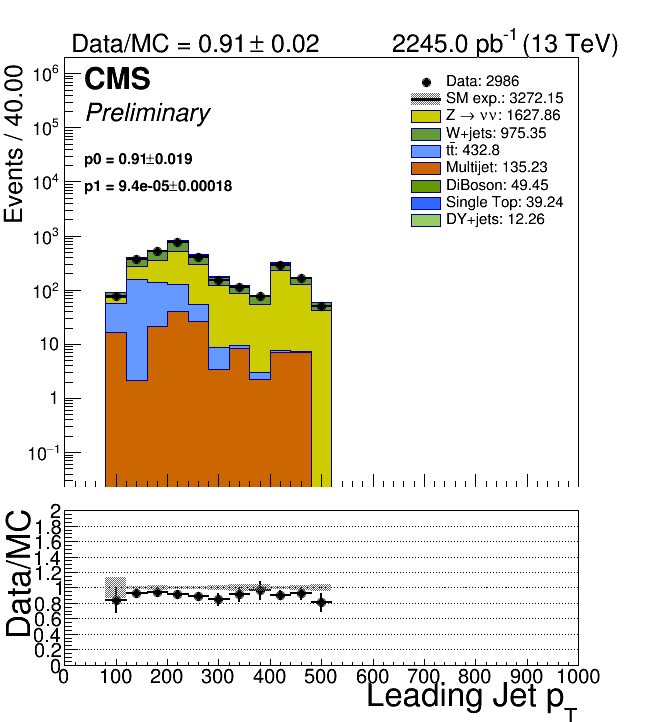 Data/MC = 0.91 ± 0.02 2245.0 pb⁻¹ (13 TeV)
Events / 40.00
CMS
Preliminary
p0 = 0.91±0.019
p1 = 9.4e-05±0.00018
Data: 2986
SM exp.: 3272.15
Z → νν: 1627.86
W+jets: 975.35
tt̄: 432.8
Multijet: 135.23
DiBoson: 49.45
Single Top: 39.24
DY+jets: 12.26
10⁶
10⁵
10⁴
10³
10²
10
1
10⁻¹
Data/MC
2
1.8
1.6
1.4
1.2
1
0.8
0.6
0.4
0.2
0
0 100 200 300 400 500 600 700 800 900 1000
Leading Jet p_T